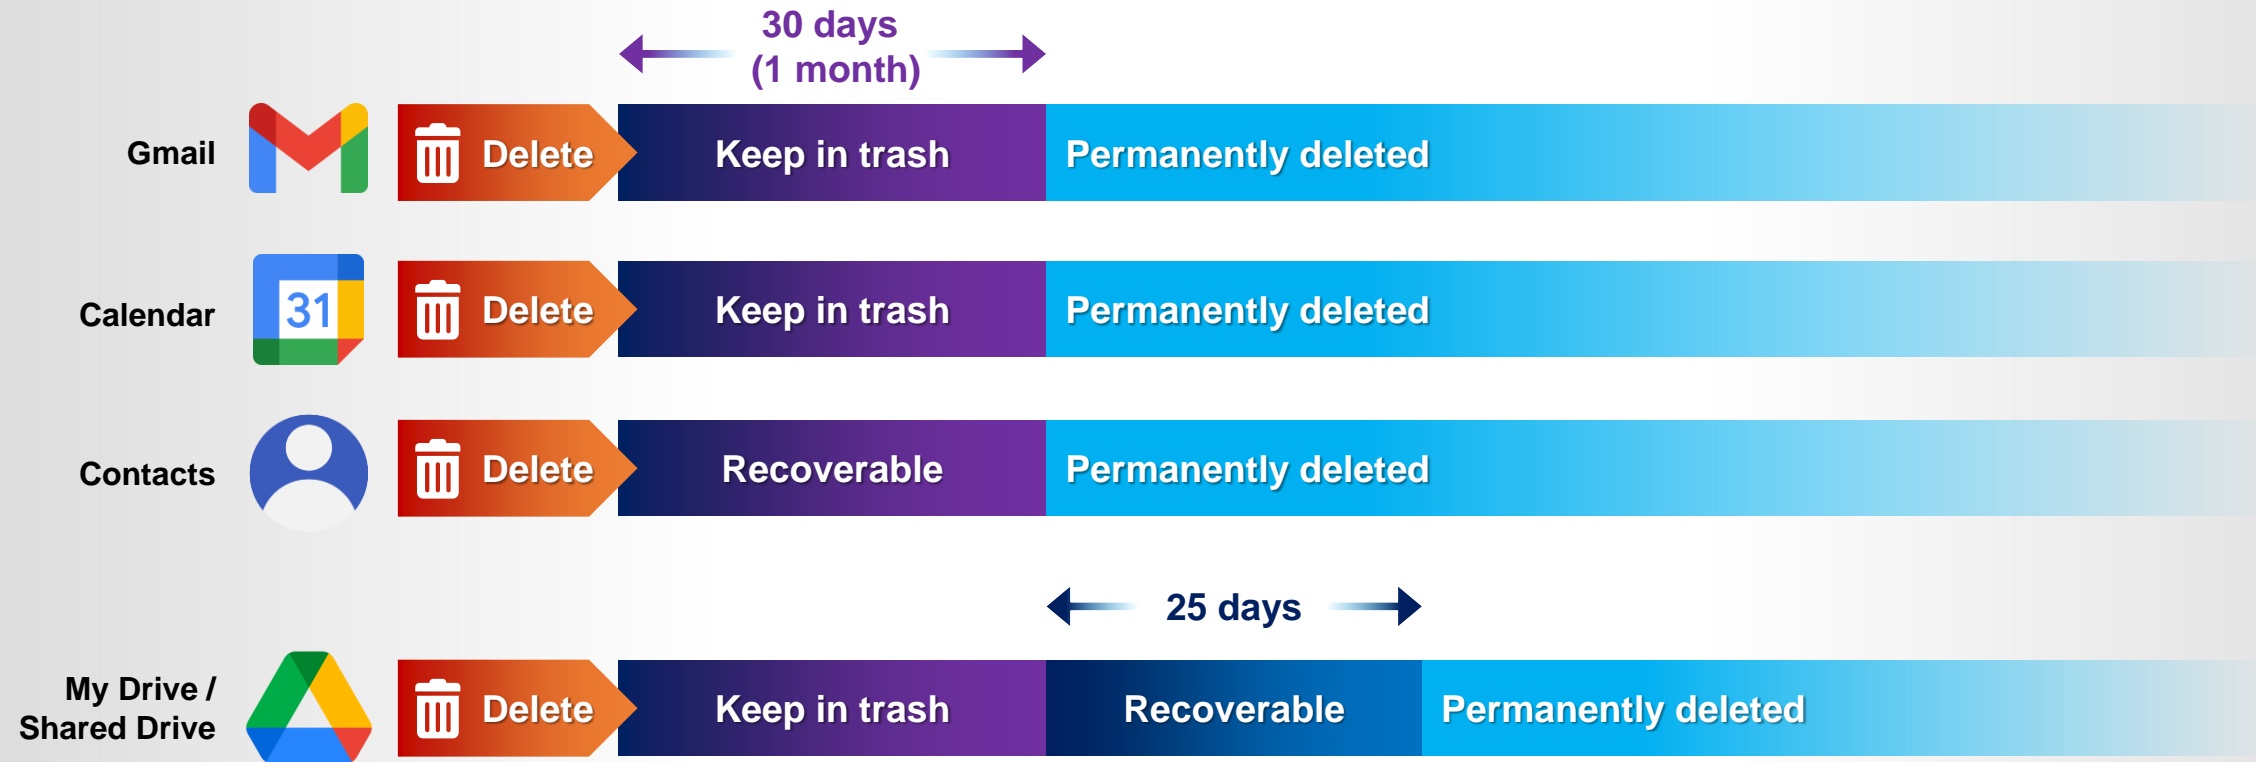 30 days
(1 month)
Gmail
Delete
Keep in trash
Permanently deleted
Calendar
31
Delete
Keep in trash
Permanently deleted
Contacts
Delete
Recoverable
Permanently deleted
25 days
My Drive /
Shared Drive
Delete
Keep in trash
Recoverable
Permanently deleted